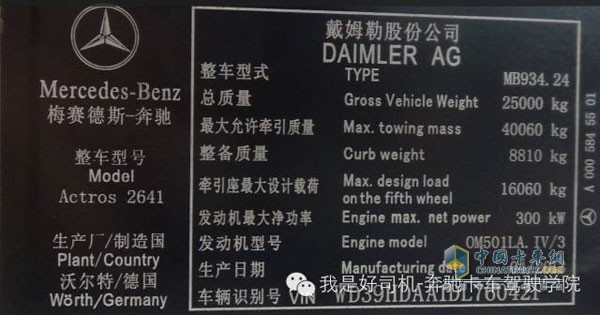 Mercedes-Benz
梅赛德斯-奔驰
整车型号
Model
Actros 2641
生产厂/制造国
Plant/Country
沃尔特/德国
Wörth/Germany
戴姆勒股份公司
DAIMLER AG
整车型式 TYPE MB934.24
总质量 Gross Vehicle Weight 25000 kg
最大允许牵引质量 Max. towing mass 40060 kg
整备质量 Curb weight 8810 kg
牵引座最大设计载荷 Max. design load on the fifth wheel 16060 kg
发动机最大净功率 Engine max. net power 300 kW
发动机型号 Engine model OM501LA.IV/3
生产日期 Manufacturing
车辆识别号 VIN
A 000 584 55 01
中国卡车网
我是好司机-奔驰卡车驾驶学院